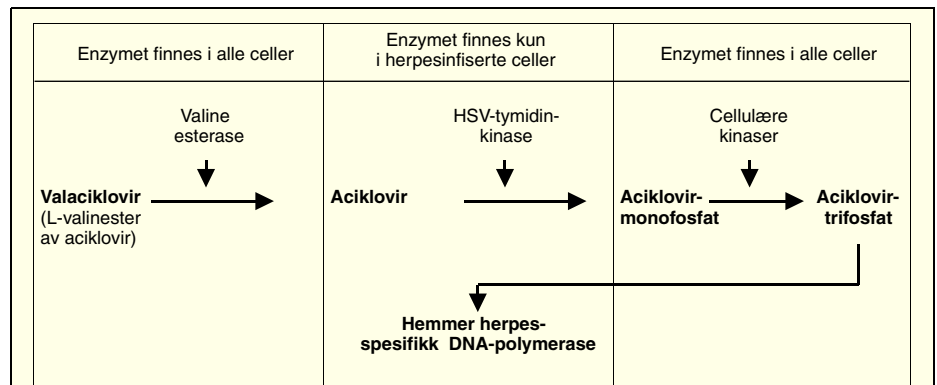 Enzymet finnes i alle celler
Enzymet finnes kun
i herpesinfiserte celler
Enzymet finnes i alle celler
Valine
esterase
HSV-tymidin-
kinase
Cellulære
kinaser
Valaciklovir
(L-valinester
av aciklovir)
Aciklovir
Aciklovir-
monofosfat
Aciklovir-
trifosfat
Hemmer herpes-
spesifikk DNA-polymerase